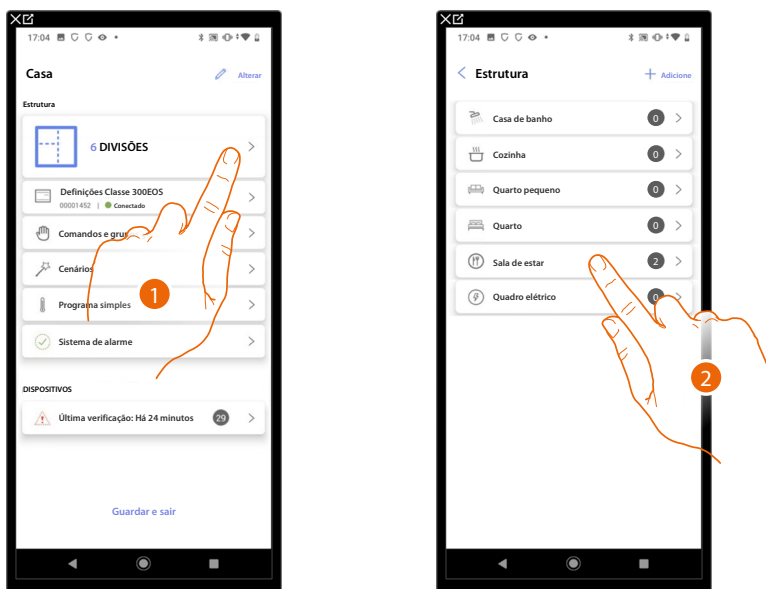 17:04
Casa
Alterar
Estrutura
6 DIVISÕES
Definições Classe 300EOS
00001452 | Conectado
Comandos e gru
Cenários
Programa simples
1
Sistema de alarme
DISPOSITIVOS
Última verificação: Há 24 minutos 29
Guardar e sair
17:04
Estrutura
Adicione
Casa de banho 0
Cozinha 0
Quarto pequeno 0
Quarto 0
Sala de estar 2
Quadro elétrico 0
2